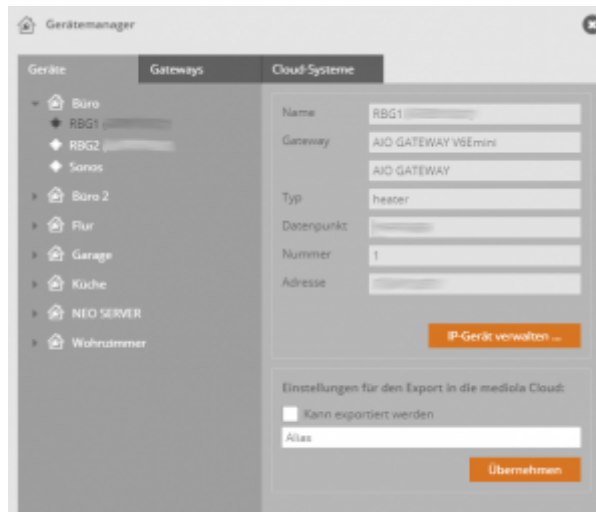 Gerätemanager
Geräte Gateways Cloud-Systeme
Büro
RBG1
RBG2
Sonos
Büro 2
Flur
Garage
Küche
NEO SERVER
Wohnzimmer
Name RBG1
Gateway AIO GATEWAY V6Emini
AIO GATEWAY
Typ heater
Datenpunkt
Nummer 1
Adresse
IP-Gerät verwalten ...
Einstellungen für den Export in die mediola Cloud:
Kann exportiert werden
Alias
Übernehmen